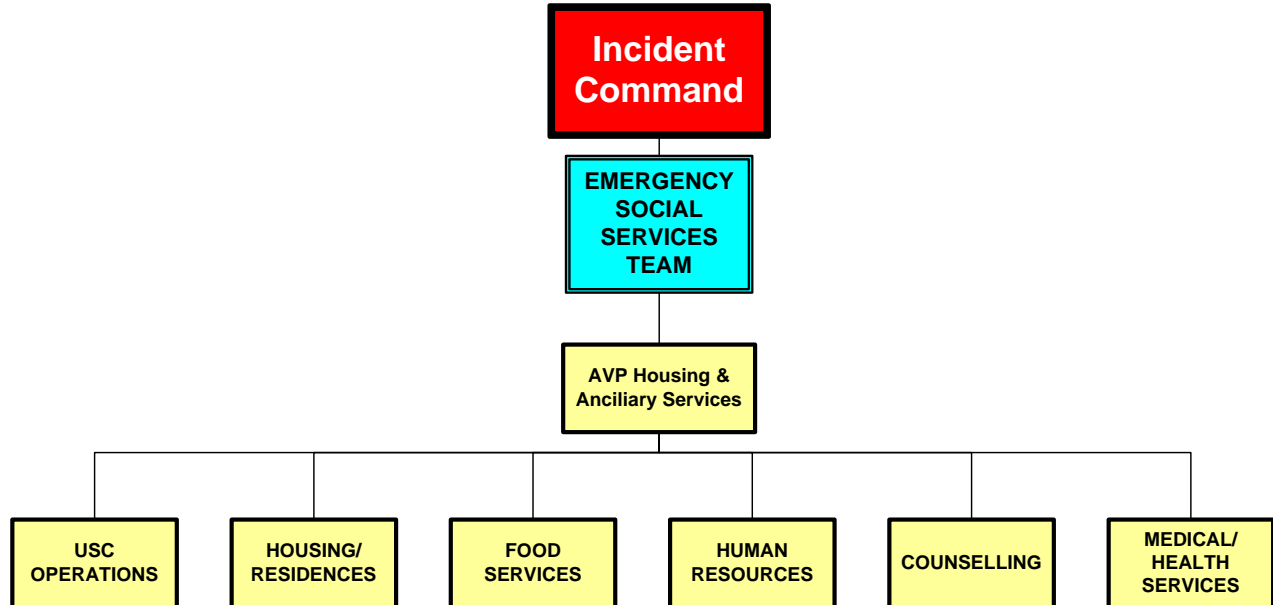 Incident
Command
EMERGENCY
SOCIAL
SERVICES
TEAM
AVP Housing &
Anciliary Services
USC
OPERATIONS
HOUSING/
RESIDENCES
FOOD
SERVICES
HUMAN
RESOURCES
COUNSELLING
MEDICAL/
HEALTH
SERVICES